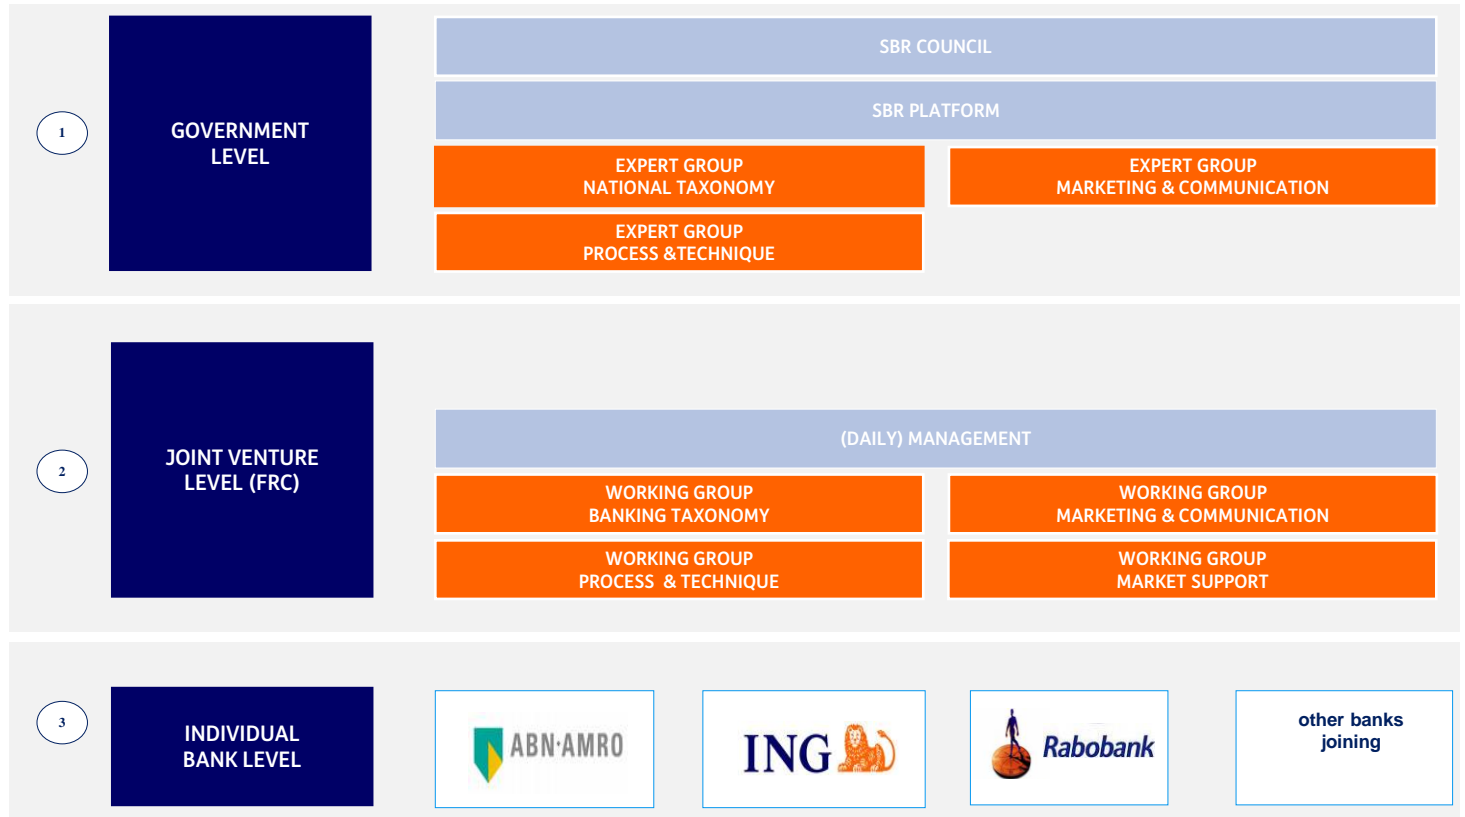 1
GOVERNMENT
LEVEL
SBR COUNCIL
SBR PLATFORM
EXPERT GROUP
NATIONAL TAXONOMY
EXPERT GROUP
MARKETING & COMMUNICATION
EXPERT GROUP
PROCESS &TECHNIQUE
2
JOINT VENTURE
LEVEL (FRC)
(DAILY) MANAGEMENT
WORKING GROUP
BANKING TAXONOMY
WORKING GROUP
MARKETING & COMMUNICATION
WORKING GROUP
PROCESS & TECHNIQUE
WORKING GROUP
MARKET SUPPORT
3
INDIVIDUAL
BANK LEVEL
ABN·AMRO
ING
Rabobank
other banks
joining